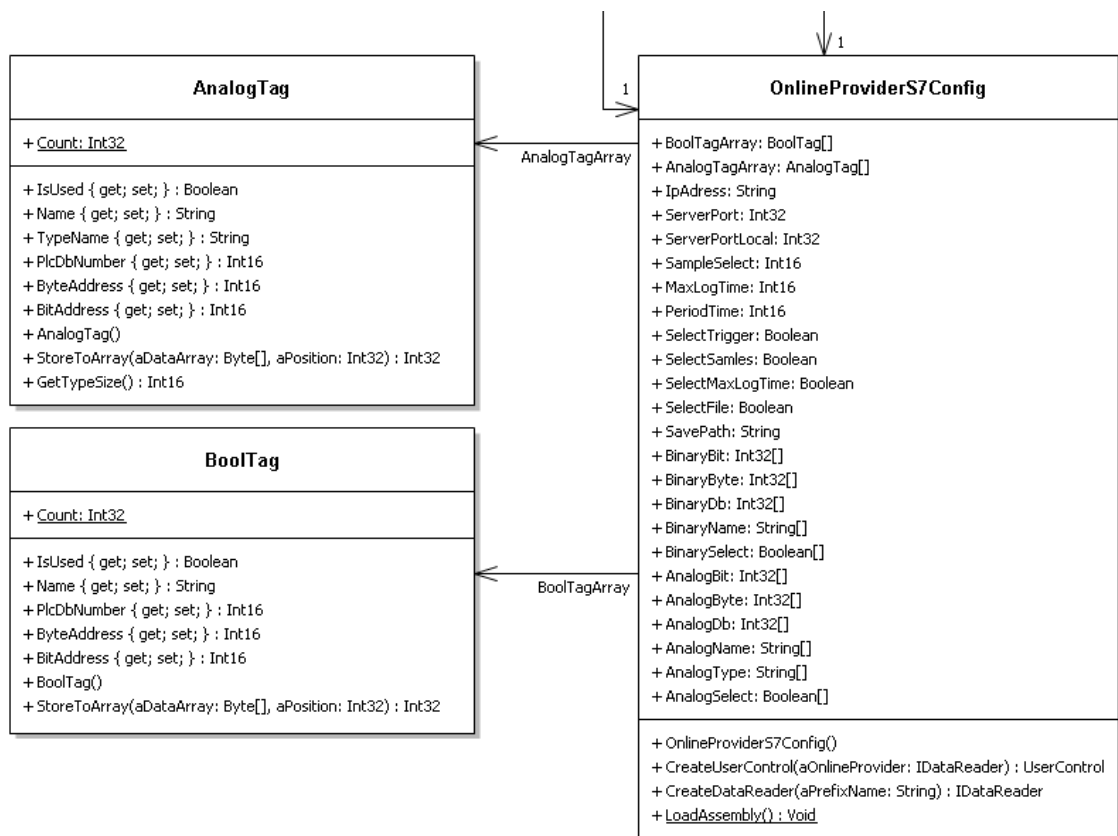 AnalogTag
+ Count: Int32
+ IsUsed { get; set; } : Boolean
+ Name { get; set; } : String
+ TypeName { get; set; } : String
+ PlcDbNumber { get; set; } : Int16
+ ByteAddress { get; set; } : Int16
+ BitAddress { get; set; } : Int16
+ AnalogTag()
+ StoreToArray(aDataArray: Byte[], aPosition: Int32) : Int32
+ GetTypeSize() : Int16
BoolTag
+ Count: Int32
+ IsUsed { get; set; } : Boolean
+ Name { get; set; } : String
+ PlcDbNumber { get; set; } : Int16
+ ByteAddress { get; set; } : Int16
+ BitAddress { get; set; } : Int16
+ BoolTag()
+ StoreToArray(aDataArray: Byte[], aPosition: Int32) : Int32
1
1
AnalogTagArray
BoolTagArray
OnlineProviderS7Config
+ BoolTagArray: BoolTag[]
+ AnalogTagArray: AnalogTag[]
+ IpAdress: String
+ ServerPort: Int32
+ ServerPortLocal: Int32
+ SampleSelect: Int16
+ MaxLogTime: Int16
+ PeriodTime: Int16
+ SelectTrigger: Boolean
+ SelectSamles: Boolean
+ SelectMaxLogTime: Boolean
+ SelectFile: Boolean
+ SavePath: String
+ BinaryBit: Int32[]
+ BinaryByte: Int32[]
+ BinaryDb: Int32[]
+ BinaryName: String[]
+ BinarySelect: Boolean[]
+ AnalogBit: Int32[]
+ AnalogByte: Int32[]
+ AnalogDb: Int32[]
+ AnalogName: String[]
+ AnalogType: String[]
+ AnalogSelect: Boolean[]
+ OnlineProviderS7Config()
+ CreateUserControl(aOnlineProvider: IDataReader) : UserControl
+ CreateDataReader(aPrefixName: String) : IDataReader
+ LoadAssembly() : Void